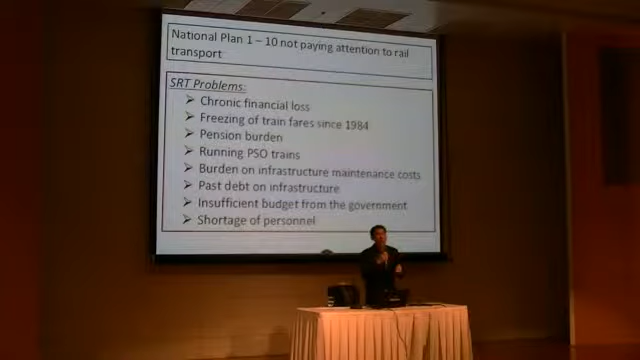 National Plan 1 – 10 not paying attention to rail
transport
SRT Problems:
➢ Chronic financial loss
➢ Freezing of train fares since 1984
➢ Pension burden
➢ Running PSO trains
➢ Burden on infrastructure maintenance costs
➢ Past debt on infrastructure
➢ Insufficient budget from the government
➢ Shortage of personnel